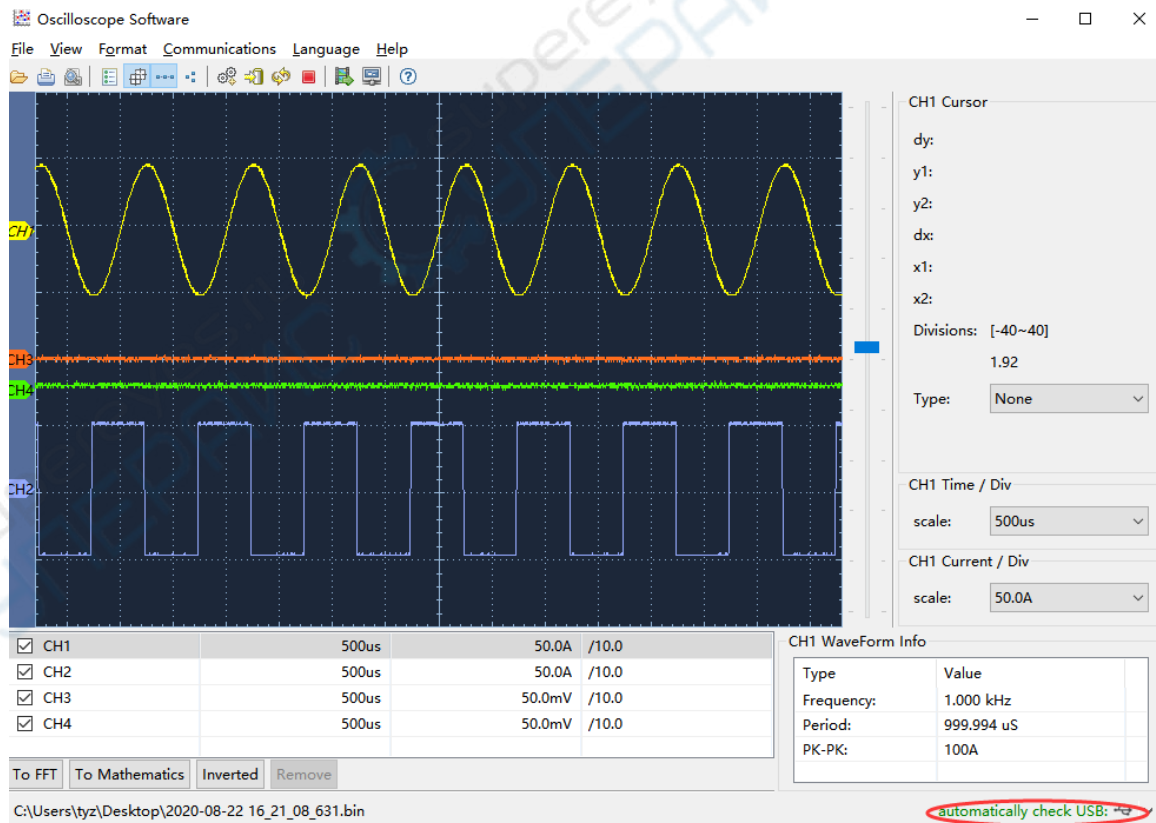 Oscilloscope Software
File View Format Communications Language Help
CH1 Cursor
dy:
y1:
y2:
dx:
x1:
x2:
Divisions: [-40~40]
1.92
Type: None
CH1
CH3
CH4
CH2
CH1 Time / Div
scale: 500us
CH1 Current / Div
scale: 50.0A
CH1 500us 50.0A /10.0
CH2 500us 50.0A /10.0
CH3 500us 50.0mV /10.0
CH4 500us 50.0mV /10.0
CH1 WaveForm Info
Type Value
Frequency: 1.000 kHz
Period: 999.994 uS
PK-PK: 100A
To FFT To Mathematics Inverted Remove
C:\Users\tyz\Desktop\2020-08-22 16_21_08_631.bin
automatically check USB: